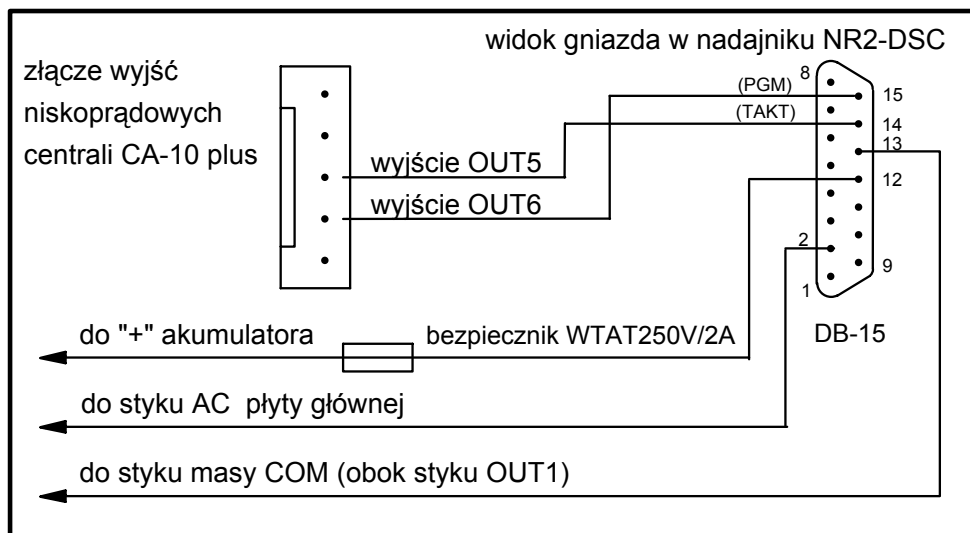 widok gniazda w nadajniku NR2-DSC
złącze wyjść
niskoprądowych
centrali CA-10 plus
8
(PGM)
15
(TAKT)
14
13
wyjście OUT5
12
wyjście OUT6
2
9
1
do "+" akumulatora
bezpiecznik WTAT250V/2A
DB-15
do styku AC płyty głównej
do styku masy COM (obok styku OUT1)